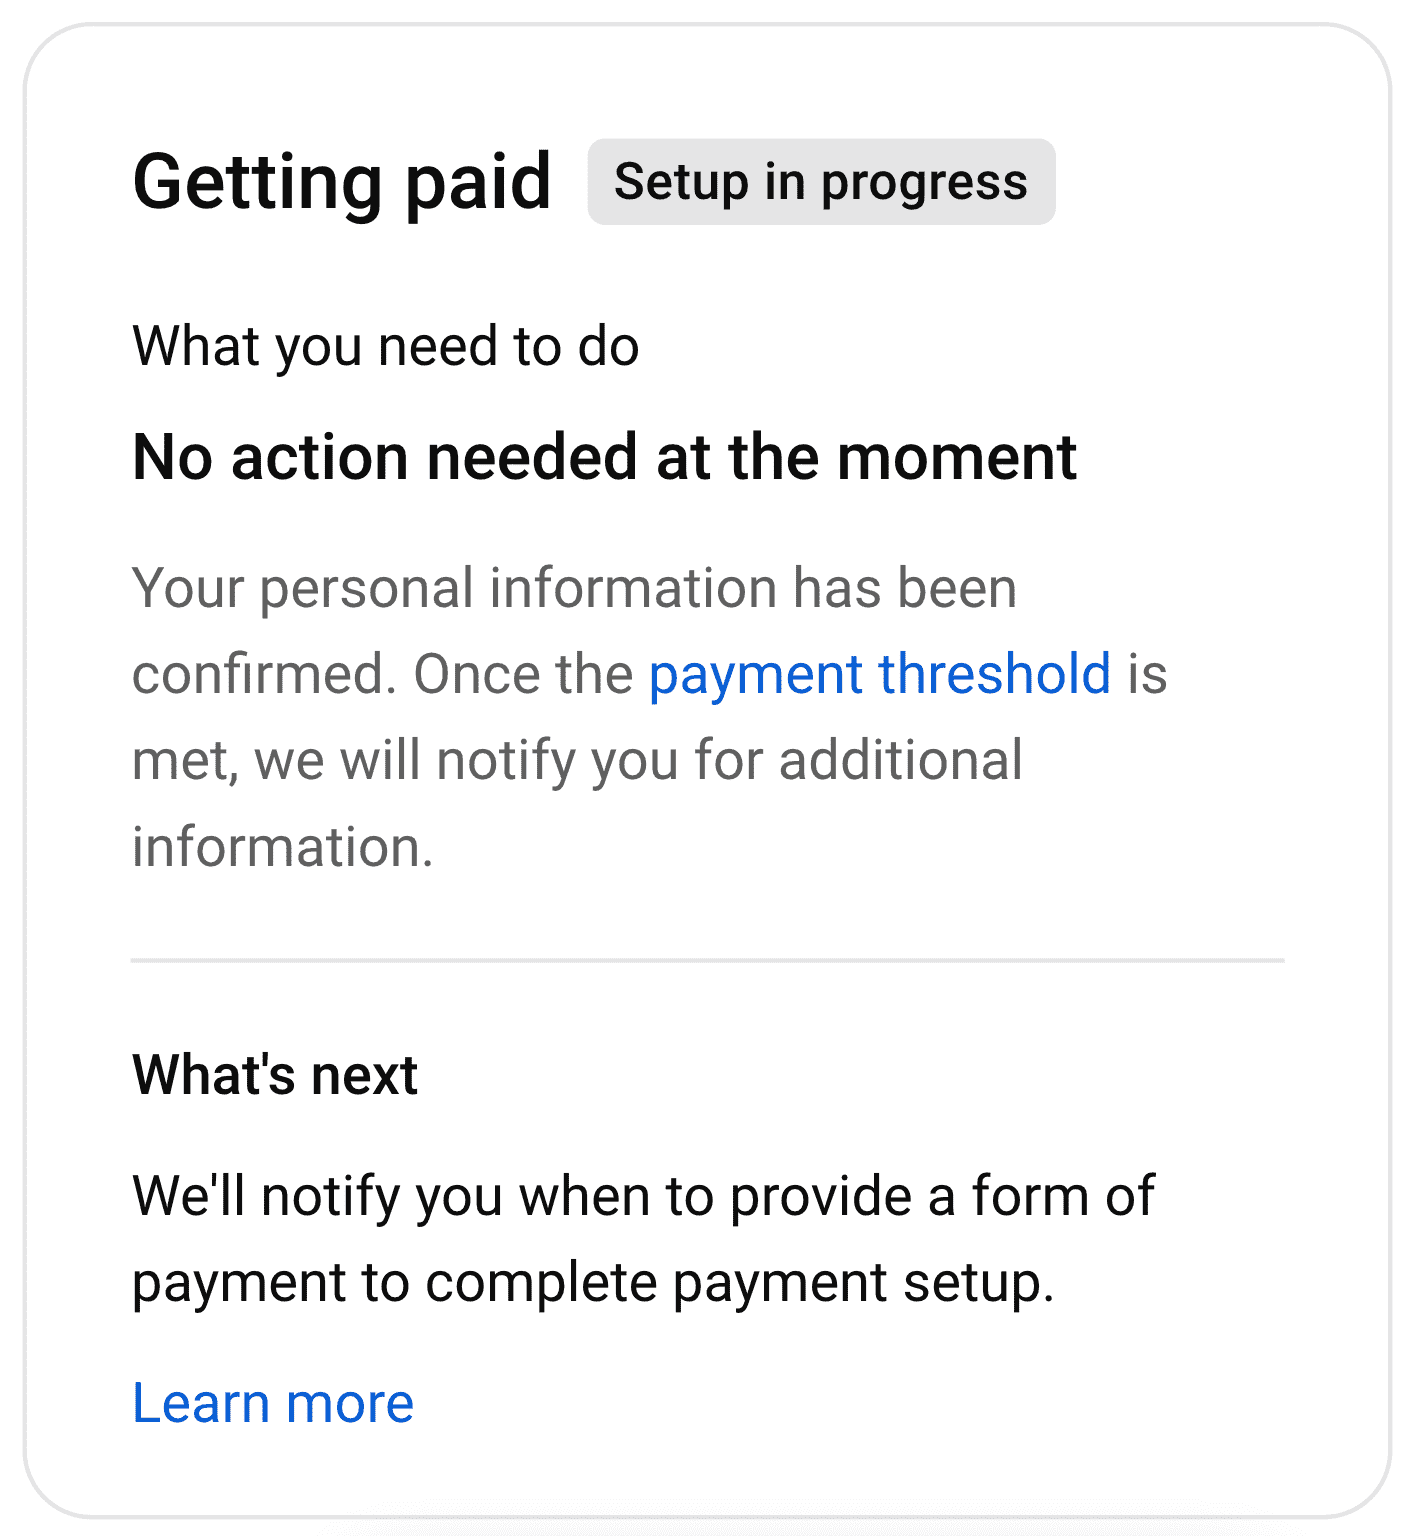 Getting paid Setup in progress
What you need to do
No action needed at the moment
Your personal information has been
confirmed. Once the payment threshold is
met, we will notify you for additional
information.
What's next
We'll notify you when to provide a form of
payment to complete payment setup.
Learn more